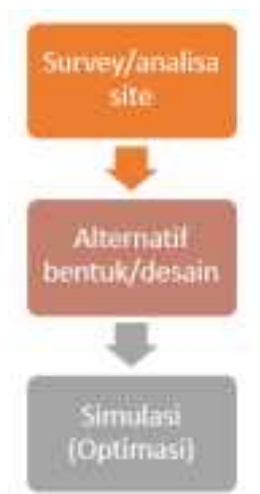 Survey/analisa
site
Alternatif
bentuk/desain
Simulasi
(Optimasi)